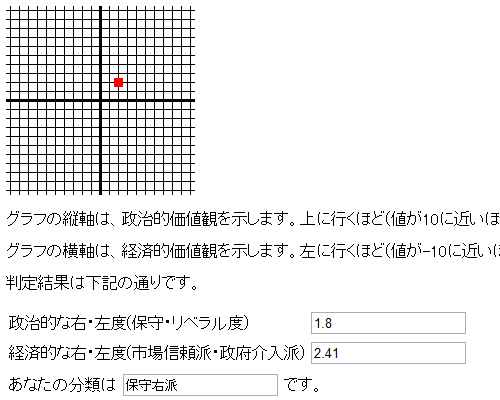 グラフの縦軸は、政治的価値観を示します。上に行くほど(値が10に近いほ
グラフの横軸は、経済的価値観を示します。左に行くほど(値が-10に近いほ
判定結果は下記の通りです。
政治的な右・左度(保守・リベラル度) 1.8
経済的な右・左度(市場信頼派・政府介入派) 2.41
あなたの分類は 保守右派 です。